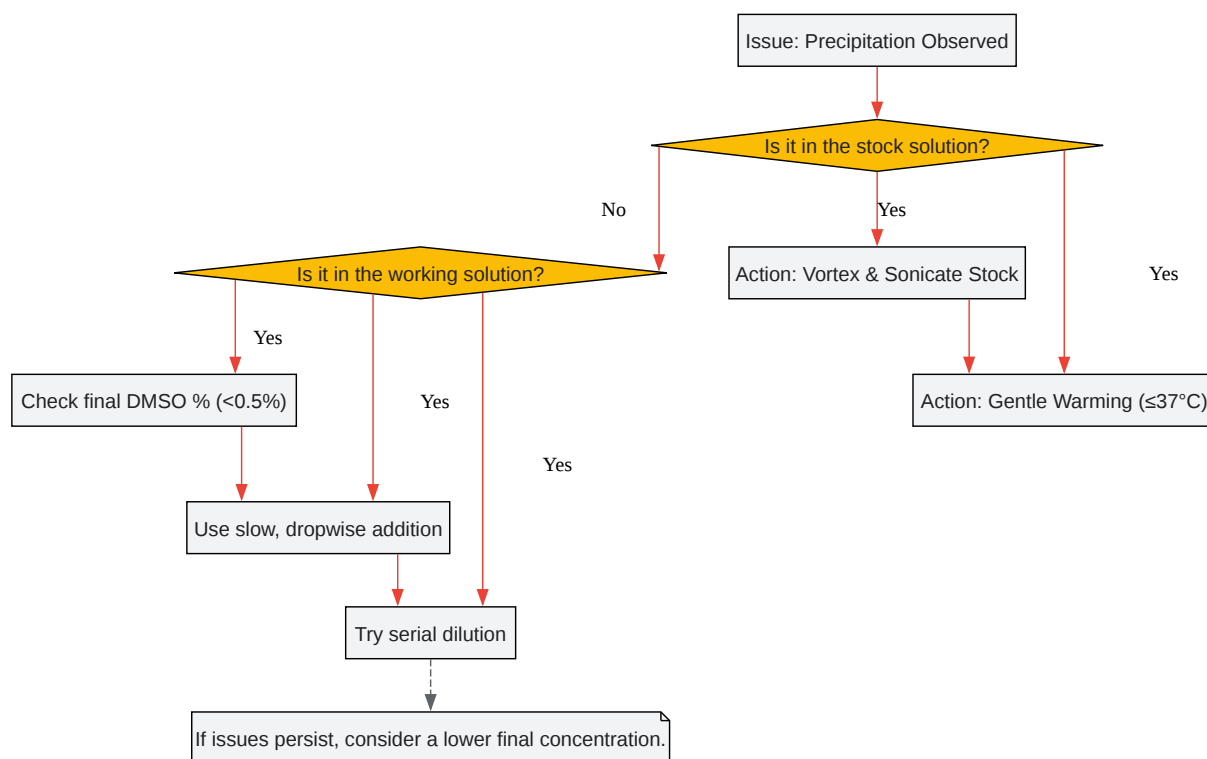 Issue: Precipitation Observed
Is it in the stock solution?
No
Yes
Is it in the working solution?
Action: Vortex & Sonicate Stock
Yes
Yes
Check final DMSO % (<0.5%)
Yes
Action: Gentle Warming (≤37°C)
Yes
Use slow, dropwise addition
Try serial dilution
If issues persist, consider a lower final concentration.